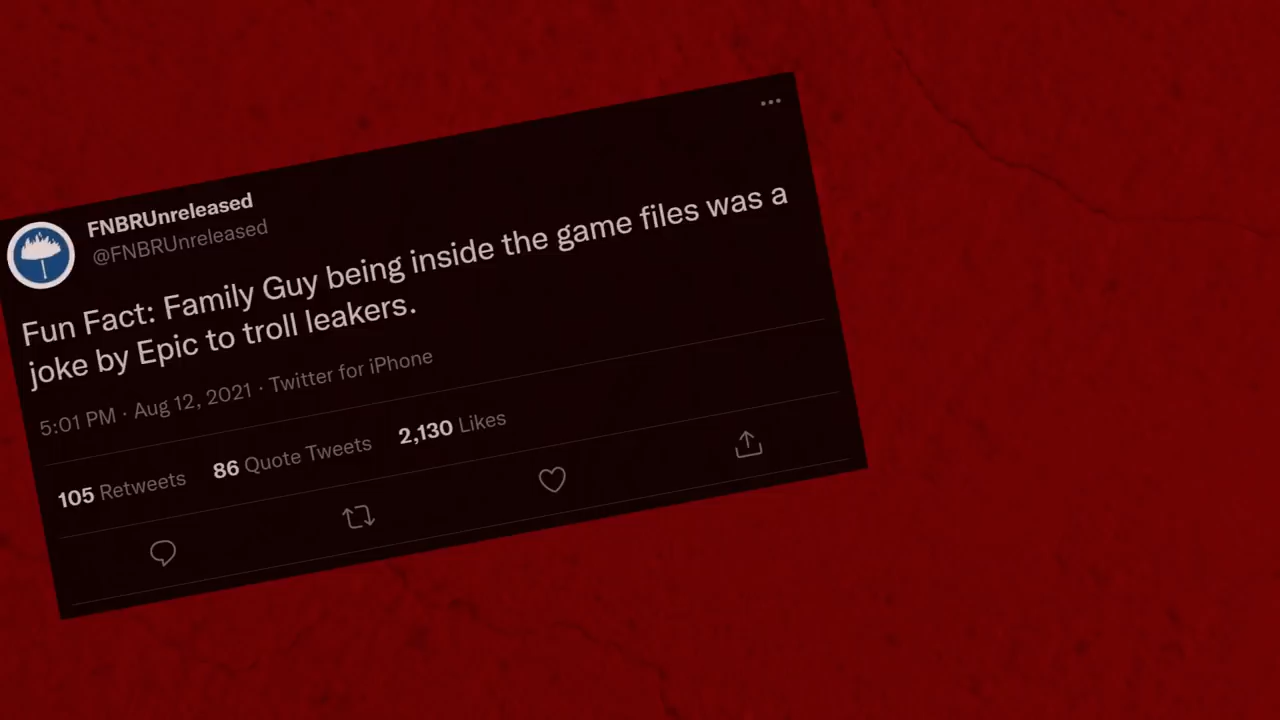 FNBRUnreleased
@FNBRUnreleased
Fun Fact: Family Guy being inside the game files was a
joke by Epic to troll leakers.
5:01 PM · Aug 12, 2021 · Twitter for iPhone
105 Retweets 86 Quote Tweets 2,130 Likes